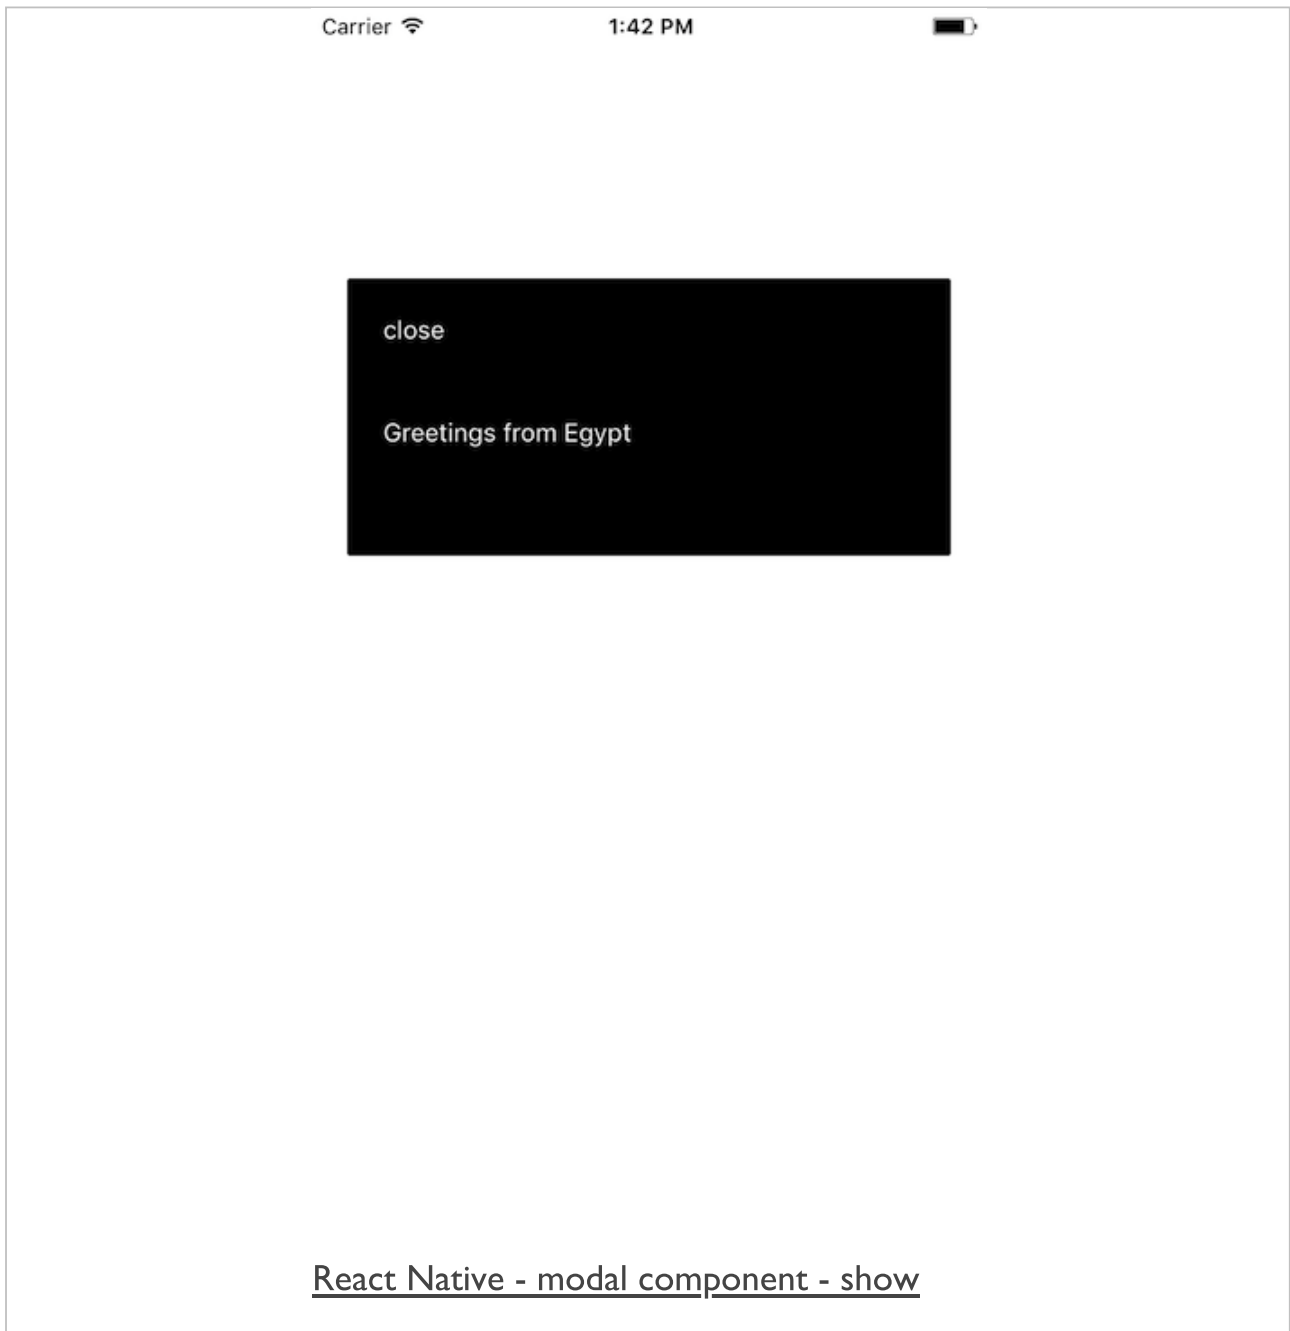 Carrier 1:42 PM
close
Greetings from Egypt
React Native - modal component - show